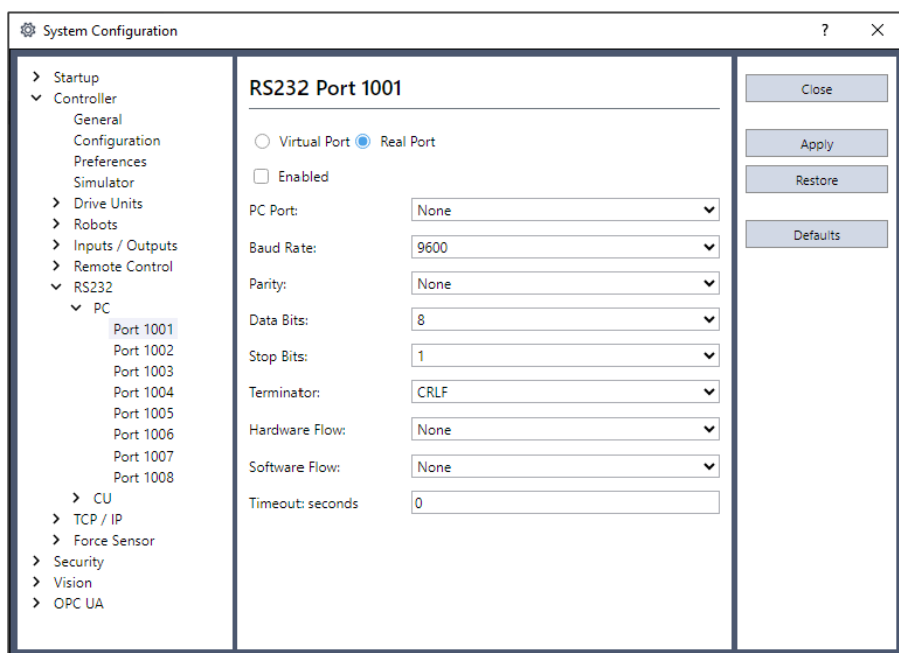 System Configuration
?
Startup
Controller
General
Configuration
Preferences
Simulator
Drive Units
Robots
Inputs / Outputs
Remote Control
RS232
PC
Port 1001
Port 1002
Port 1003
Port 1004
Port 1005
Port 1006
Port 1007
Port 1008
CU
TCP / IP
Force Sensor
Security
Vision
OPC UA
RS232 Port 1001
Virtual Port Real Port
Enabled
PC Port: None
Baud Rate: 9600
Parity: None
Data Bits: 8
Stop Bits: 1
Terminator: CRLF
Hardware Flow: None
Software Flow: None
Timeout: seconds 0
Close
Apply
Restore
Defaults